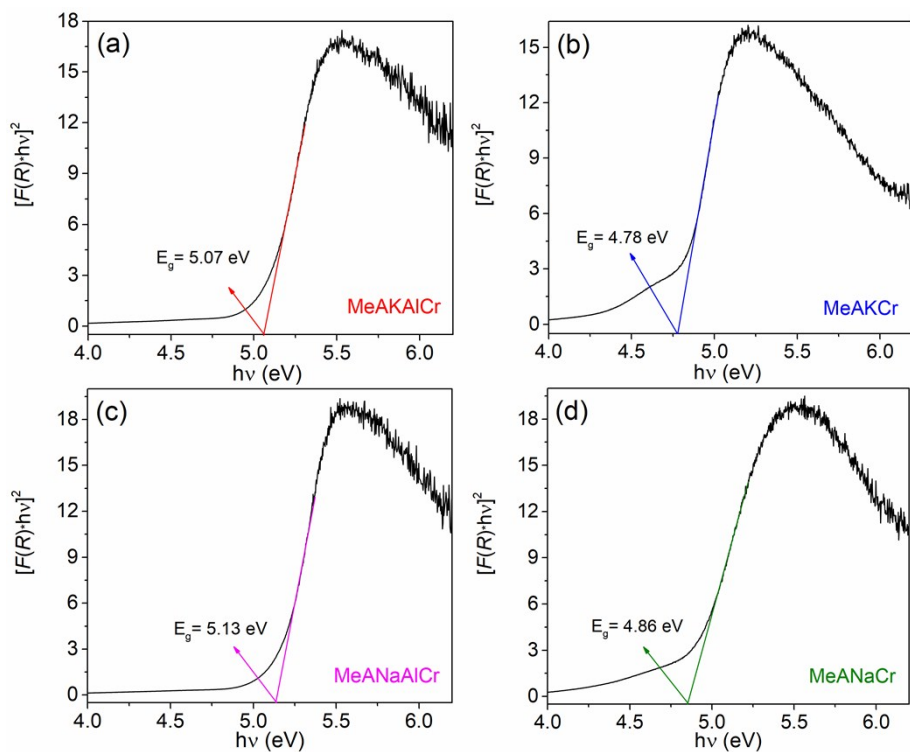 (a)
18
15
12
9
6
3
0
[F(R)·hν]²
E_g= 5.07 eV
MeAKAlCr
4.0 4.5 5.0 5.5 6.0
hν (eV)
(b)
15
12
9
6
3
0
[F(R)·hν]²
E_g= 4.78 eV
MeAKCr
4.0 4.5 5.0 5.5 6.0
hν (eV)
(c)
18
15
12
9
6
3
0
[F(R)·hν]²
E_g= 5.13 eV
MeANaAlCr
4.0 4.5 5.0 5.5 6.0
hν (eV)
(d)
18
15
12
9
6
3
0
[F(R)·hν]²
E_g= 4.86 eV
MeANaCr
4.0 4.5 5.0 5.5 6.0
hν (eV)